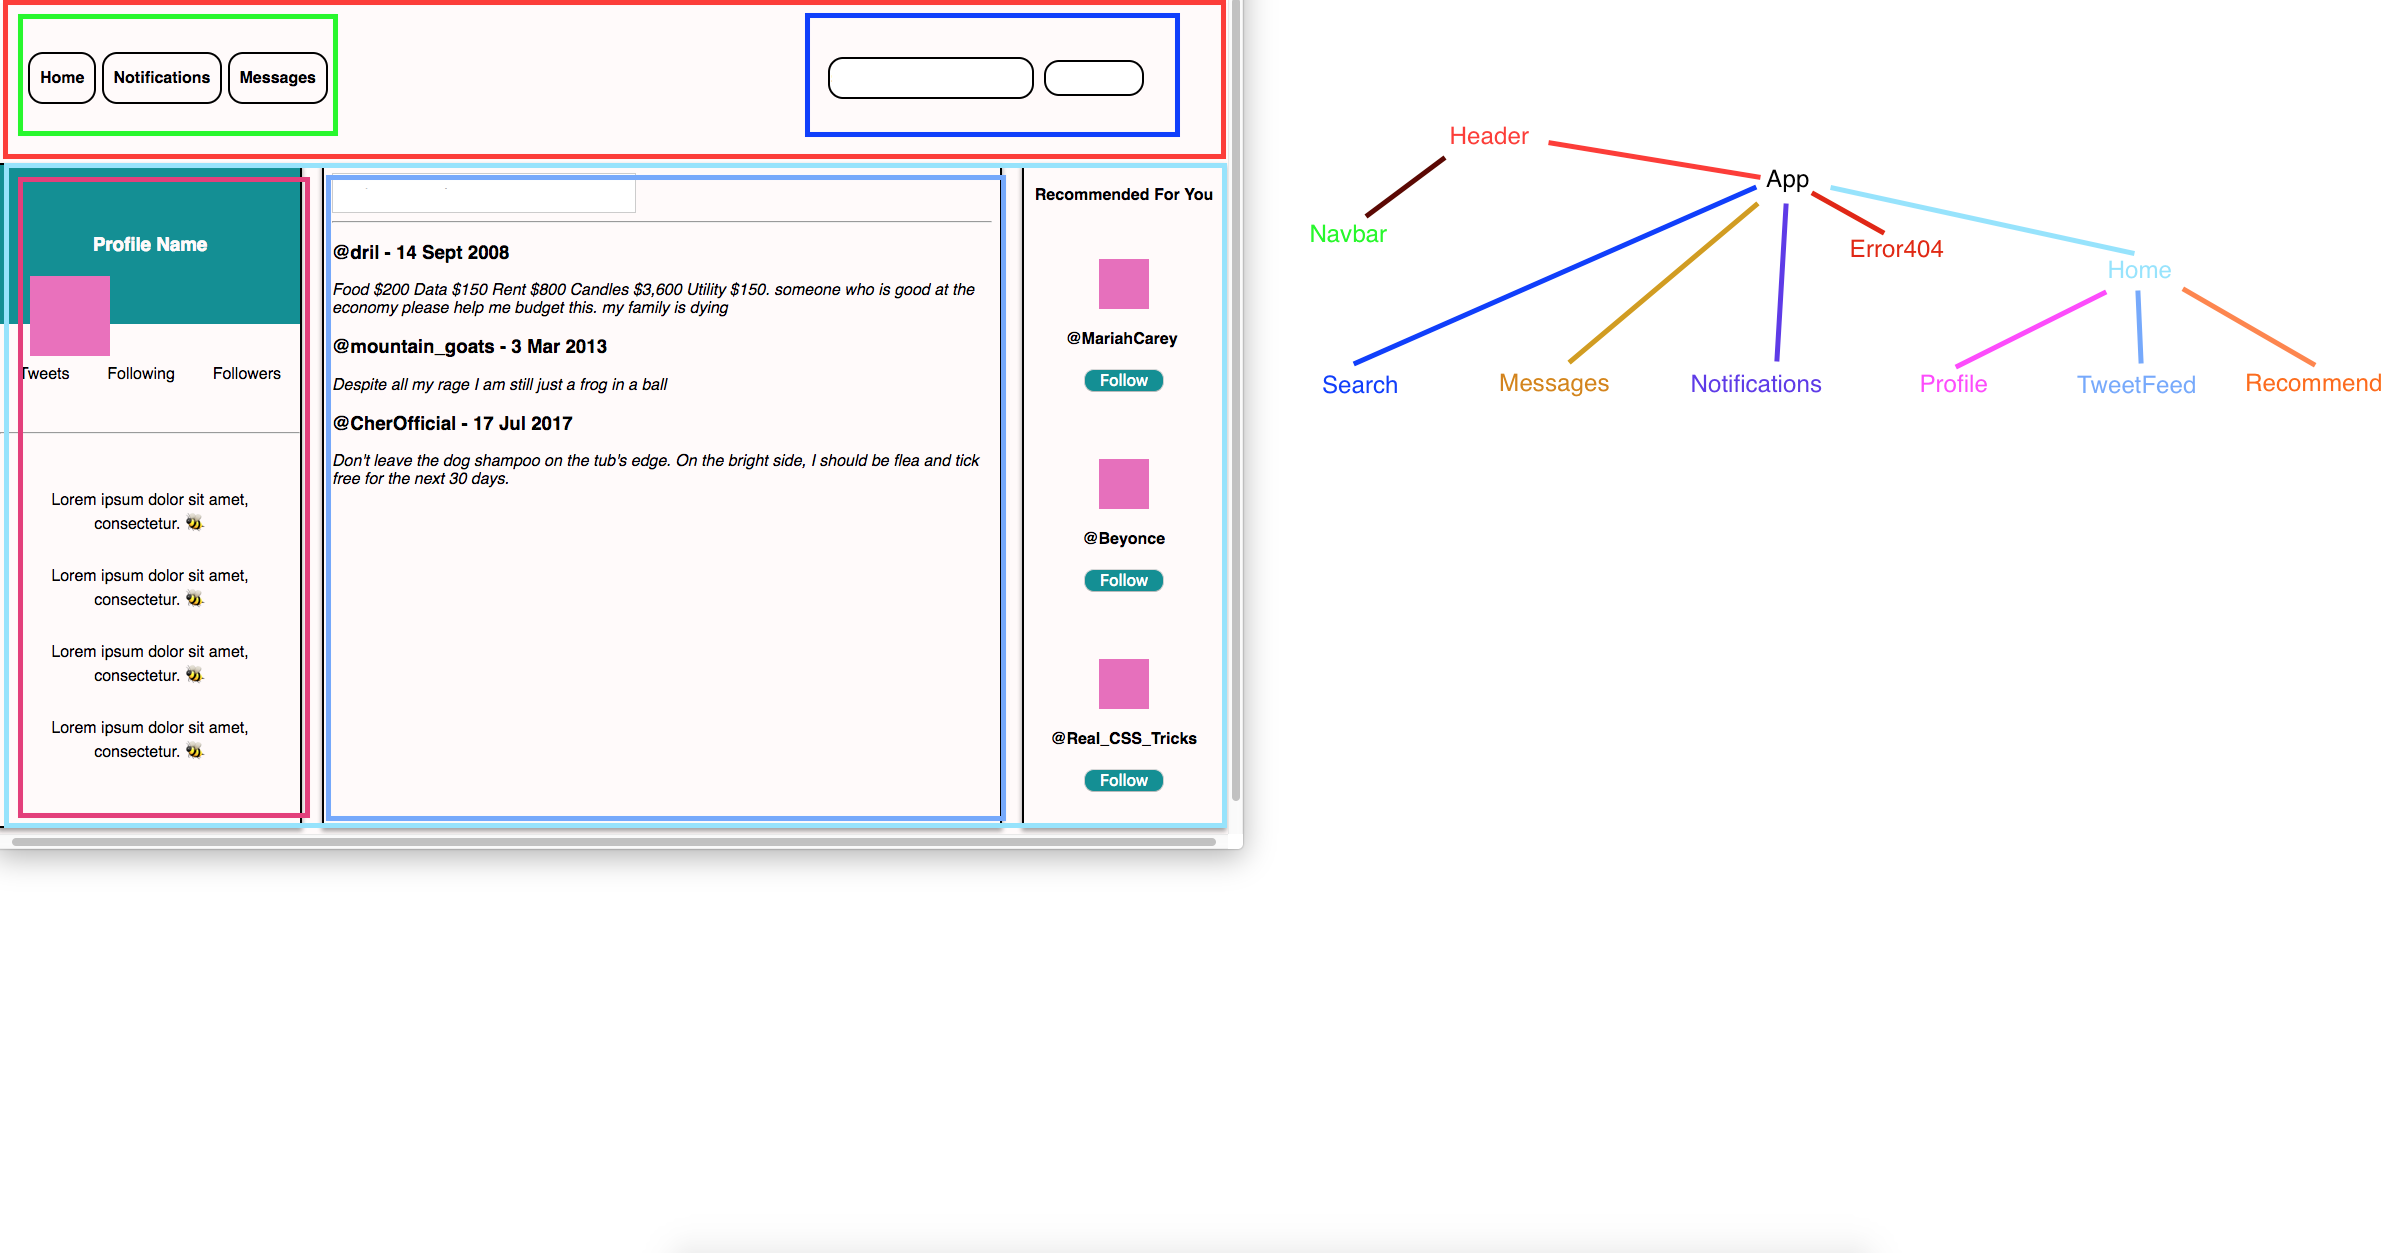 Home
Notifications
Messages
Profile Name
Tweets
Following
Followers
Lorem ipsum dolor sit amet,
consectetur. 🐝
Lorem ipsum dolor sit amet,
consectetur. 🐝
Lorem ipsum dolor sit amet,
consectetur. 🐝
Lorem ipsum dolor sit amet,
consectetur. 🐝
@dril - 14 Sept 2008
Food $200 Data $150 Rent $800 Candles $3,600 Utility $150. someone who is good at the
economy please help me budget this. my family is dying
@mountain_goats - 3 Mar 2013
Despite all my rage I am still just a frog in a ball
@CherOfficial - 17 Jul 2017
Don't leave the dog shampoo on the tub's edge. On the bright side, I should be flea and tick
free for the next 30 days.
Recommended For You
@MariahCarey
Follow
@Beyonce
Follow
@Real_CSS_Tricks
Follow
Header
App
Navbar
Error404
Home
Search
Messages
Notifications
Profile
TweetFeed
Recommend